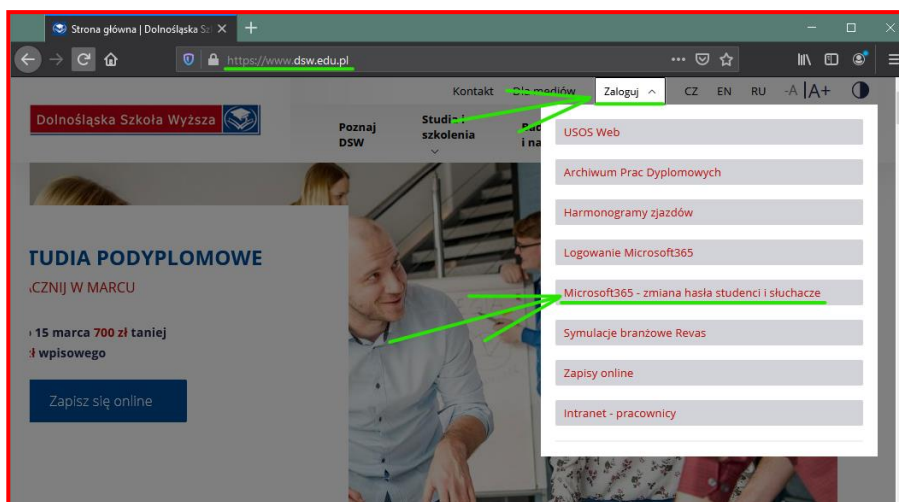 Strona główna | Dolnośląska Sz
https://www.dsw.edu.pl
Kontakt
Dla mediów
Zaloguj
CZ EN RU -A A+
Dolnośląska Szkoła Wyższa
Poznaj
DSW
Studia i
szkolenia
i na
USOS Web
Archiwum Prac Dyplomowych
Harmonogramy zjazdów
Logowanie Microsoft365
Microsoft365 - zmiana hasła studenci i słuchacze
Symulacje branżowe Revas
Zapisy online
Intranet - pracownicy
TUDIA PODYPLOMOWE
CZNIJ W MARCU
15 marca 700 zł taniej
zł wpisowego
Zapisz się online